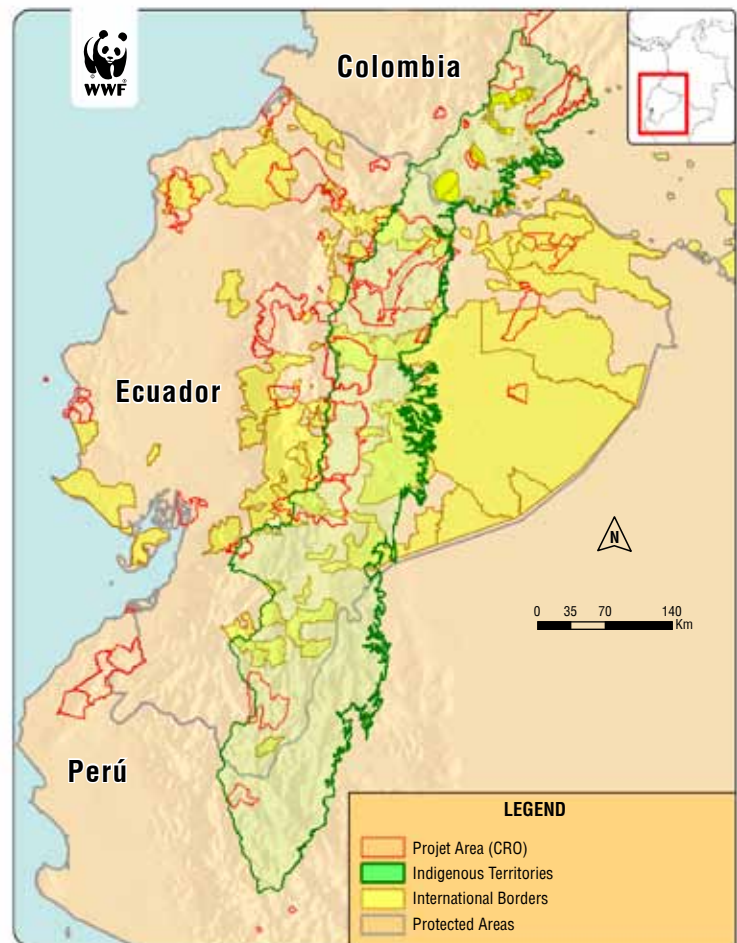 WWF
Colombia
Ecuador
N
0 35 70 140
Km
Perú
LEGEND
Projet Area (CRO)
Indigenous Territories
International Borders
Protected Areas